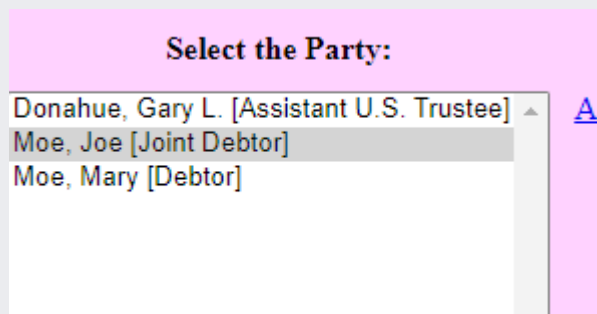 Select the Party:
Donahue, Gary L. [Assistant U.S. Trustee]
A
Moe, Joe [Joint Debtor]
Moe, Mary [Debtor]